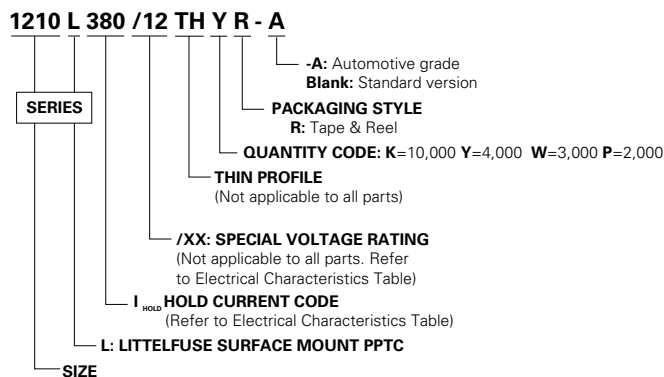 1210 L 380 /12 TH Y R - A
-A: Automotive grade
Blank: Standard version
SERIES
PACKAGING STYLE
R: Tape & Reel
QUANTITY CODE: K=10,000 Y=4,000 W=3,000 P=2,000
THIN PROFILE
(Not applicable to all parts)
/XX: SPECIAL VOLTAGE RATING
(Not applicable to all parts. Refer
to Electrical Characteristics Table)
I HOLD HOLD CURRENT CODE
(Refer to Electrical Characteristics Table)
L: LITTELFUSE SURFACE MOUNT PPTC
SIZE